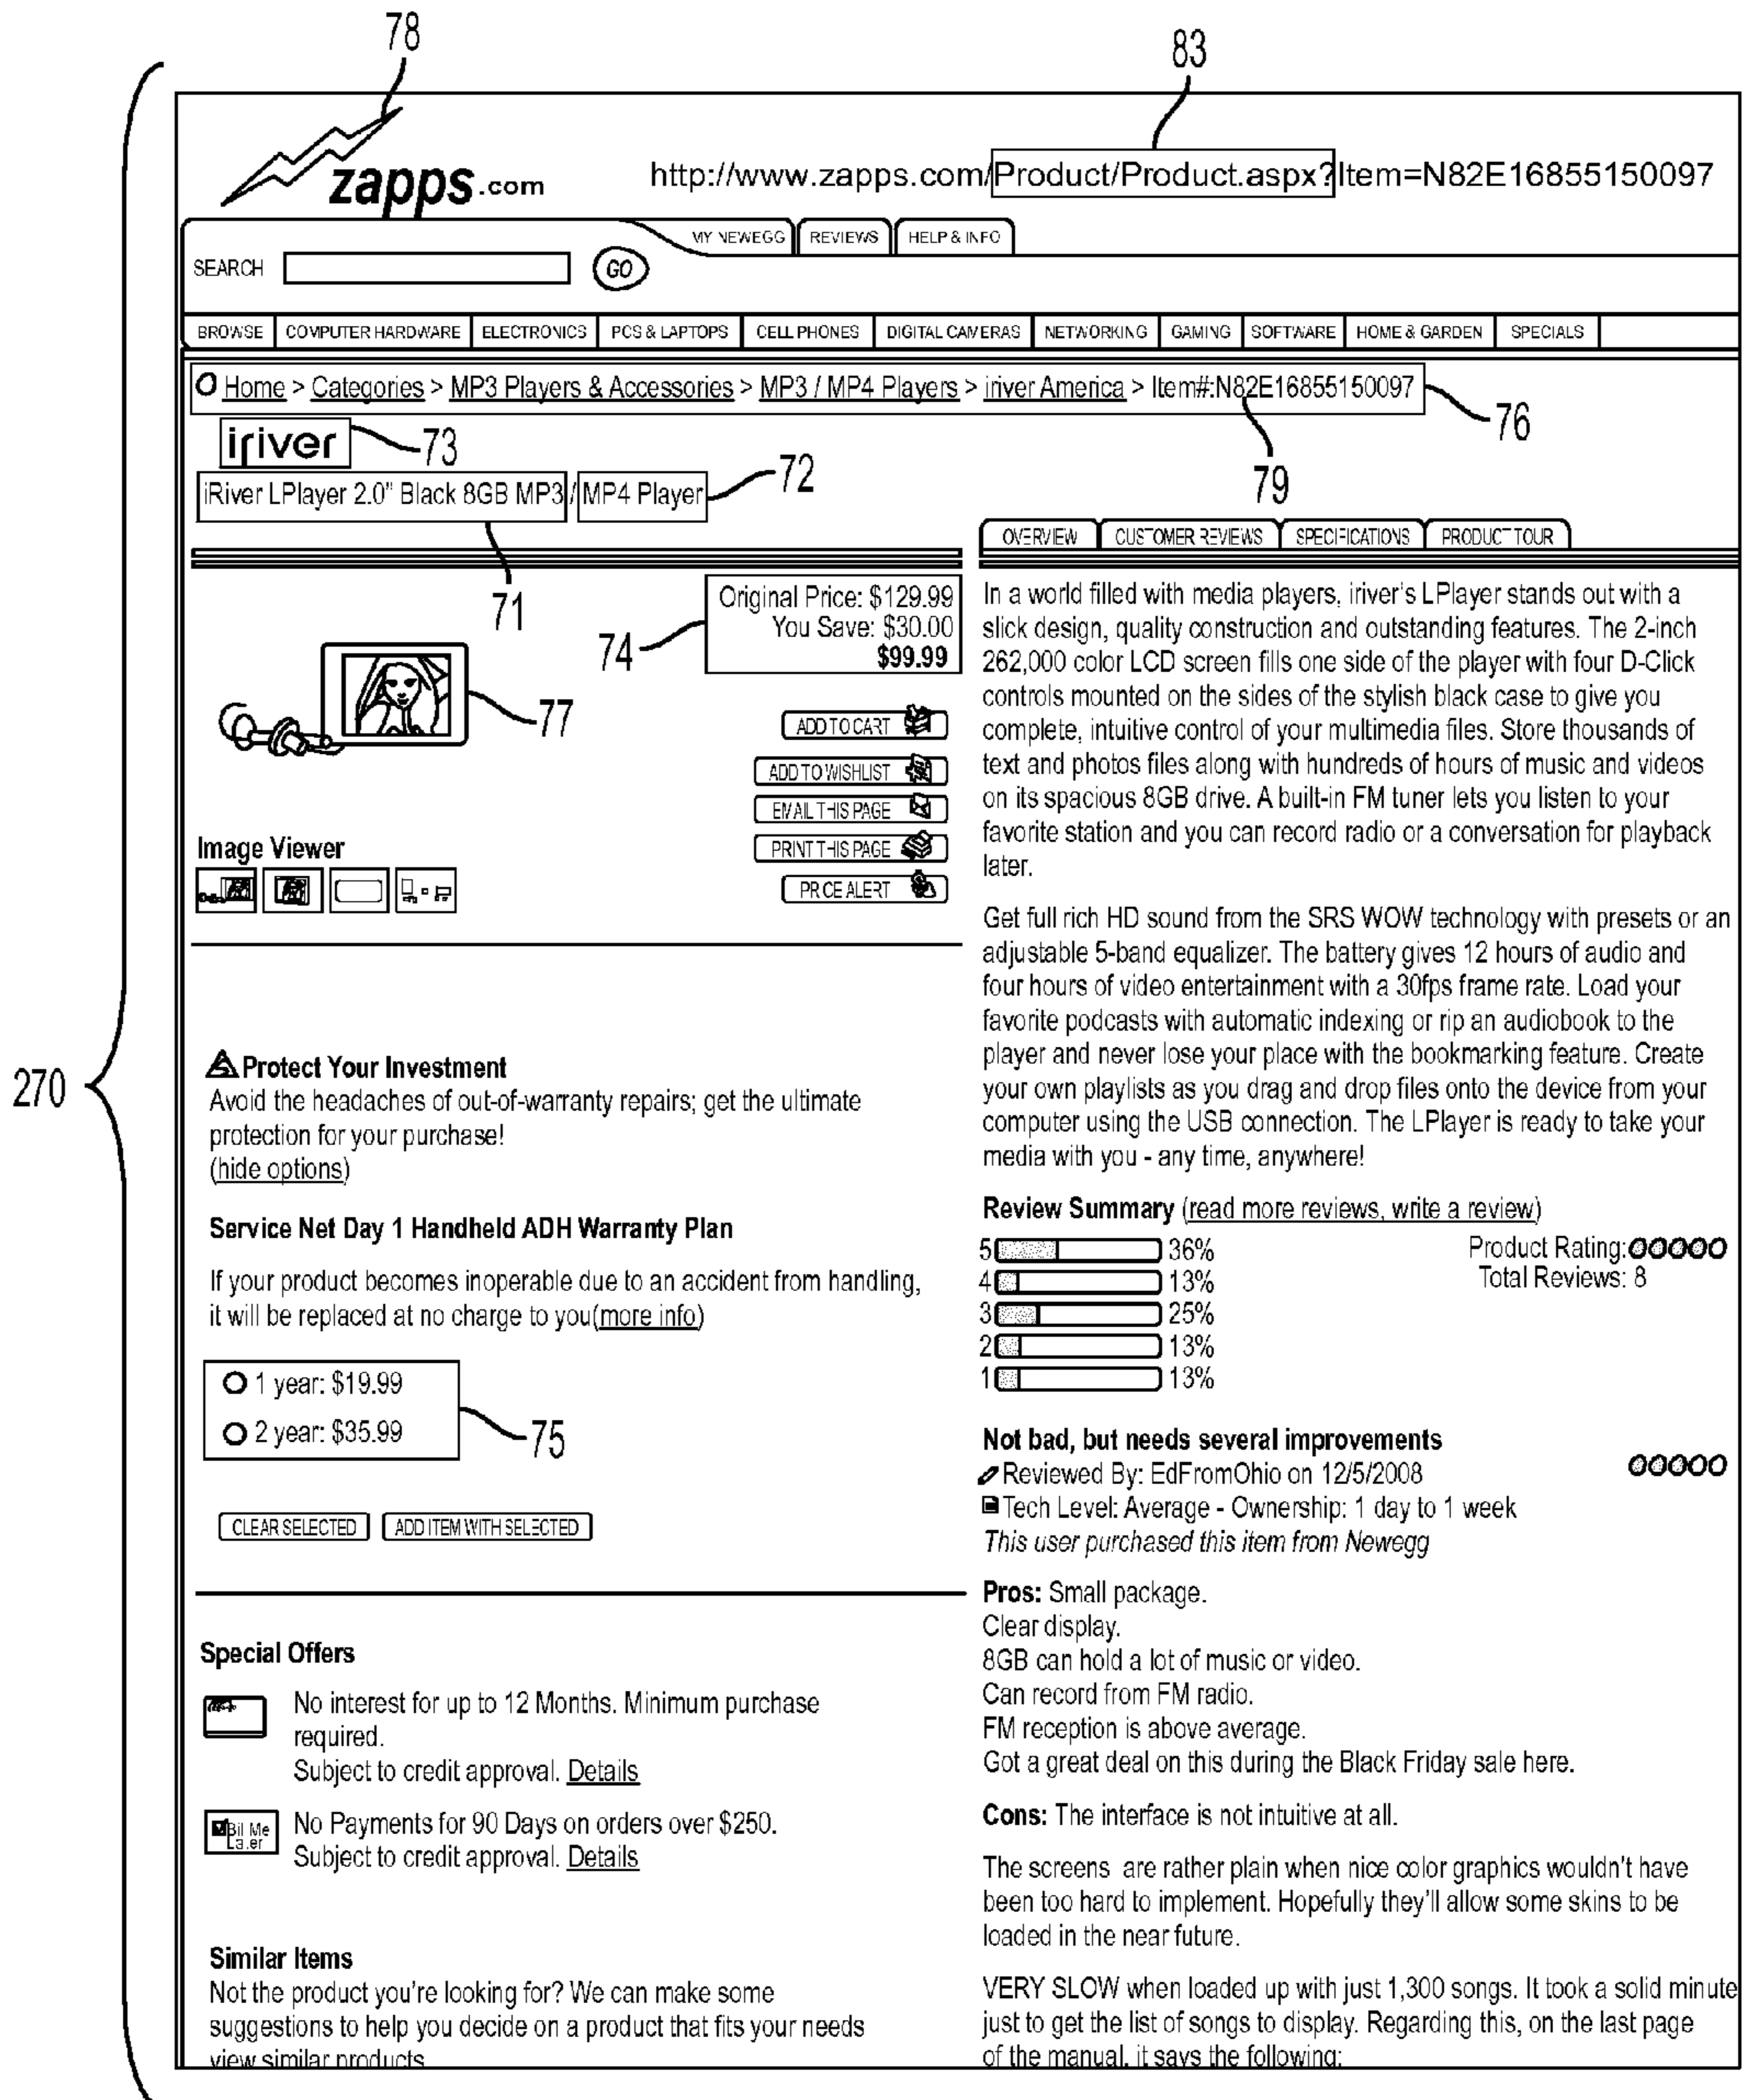 78
83
zapps.com
http://www.zapps.com/Product/Product.aspx?Item=N82E16855150097
MY NEWEGG REVIEWS HELP & INFO
SEARCH GO
BROWSE COMPUTER HARDWARE ELECTRONICS PCS & LAPTOPS CELL PHONES DIGITAL CAMERAS NETWORKING GAMING SOFTWARE HOME & GARDEN SPECIALS
Home > Categories > MP3 Players & Accessories > MP3 / MP4 Players > iriver America > Item#:N82E16855150097
76
iriver
73
79
iRiver LPlayer 2.0" Black 8GB MP3 / MP4 Player
72
71
Original Price: $129.99
You Save: $30.00
$99.99
74
77
ADD TO CART
ADD TO WISHLIST
EMAIL THIS PAGE
PRINT THIS PAGE
PRICE ALERT
Image Viewer
270
Protect Your Investment
Avoid the headaches of out-of-warranty repairs; get the ultimate
protection for your purchase!
(hide options)
Service Net Day 1 Handheld ADH Warranty Plan
If your product becomes inoperable due to an accident from handling,
it will be replaced at no charge to you(more info)
1 year: $19.99
2 year: $35.99
75
CLEAR SELECTED ADD ITEM WITH SELECTED
Special Offers
No interest for up to 12 Months. Minimum purchase
required.
Subject to credit approval. Details
Bill Me
Later
No Payments for 90 Days on orders over $250.
Subject to credit approval. Details
Similar Items
Not the product you're looking for? We can make some
suggestions to help you decide on a product that fits your needs
view similar products
OVERVIEW CUSTOMER REVIEWS SPECIFICATIONS PRODUCT TOUR
In a world filled with media players, iriver's LPlayer stands out with a
slick design, quality construction and outstanding features. The 2-inch
262,000 color LCD screen fills one side of the player with four D-Click
controls mounted on the sides of the stylish black case to give you
complete, intuitive control of your multimedia files. Store thousands of
text and photos files along with hundreds of hours of music and videos
on its spacious 8GB drive. A built-in FM tuner lets you listen to your
favorite station and you can record radio or a conversation for playback
later.
Get full rich HD sound from the SRS WOW technology with presets or an
adjustable 5-band equalizer. The battery gives 12 hours of audio and
four hours of video entertainment with a 30fps frame rate. Load your
favorite podcasts with automatic indexing or rip an audiobook to the
player and never lose your place with the bookmarking feature. Create
your own playlists as you drag and drop files onto the device from your
computer using the USB connection. The LPlayer is ready to take your
media with you - any time, anywhere!
Review Summary (read more reviews, write a review)
5 36% Product Rating:
4 13% Total Reviews: 8
3 25%
2 13%
1 13%
Not bad, but needs several improvements
Reviewed By: EdFromOhio on 12/5/2008
Tech Level: Average - Ownership: 1 day to 1 week
This user purchased this item from Newegg
Pros: Small package.
Clear display.
8GB can hold a lot of music or video.
Can record from FM radio.
FM reception is above average.
Got a great deal on this during the Black Friday sale here.
Cons: The interface is not intuitive at all.
The screens are rather plain when nice color graphics wouldn't have
been too hard to implement. Hopefully they'll allow some skins to be
loaded in the near future.
VERY SLOW when loaded up with just 1,300 songs. It took a solid minute
just to get the list of songs to display. Regarding this, on the last page
of the manual, it says the following: